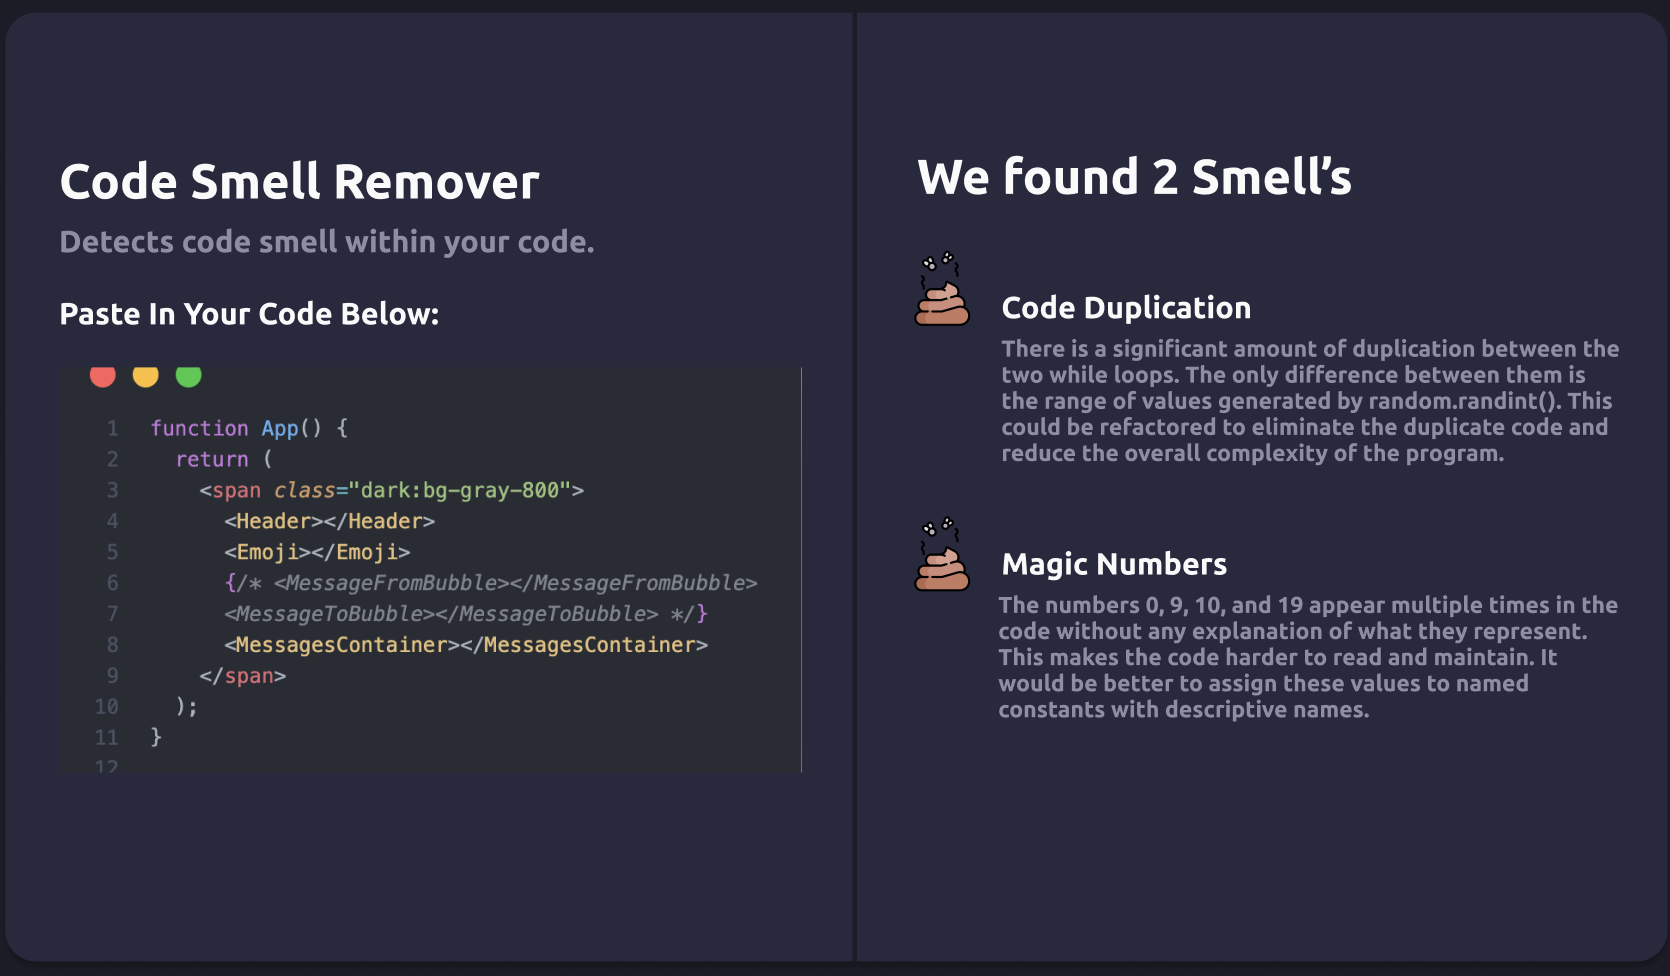 Code Smell Remover
Detects code smell within your code.
Paste In Your Code Below:
1 function App() {
2 return (
3 <span class="dark:bg-gray-800">
4 <Header></Header>
5 <Emoji></Emoji>
6 {/* <MessageFromBubble></MessageFromBubble>
7 <MessageToBubble></MessageToBubble> */}
8 <MessagesContainer></MessagesContainer>
9 </span>
10 );
11 }
12
We found 2 Smell’s
Code Duplication
There is a significant amount of duplication between the
two while loops. The only difference between them is
the range of values generated by random.randint(). This
could be refactored to eliminate the duplicate code and
reduce the overall complexity of the program.
Magic Numbers
The numbers 0, 9, 10, and 19 appear multiple times in the
code without any explanation of what they represent.
This makes the code harder to read and maintain. It
would be better to assign these values to named
constants with descriptive names.